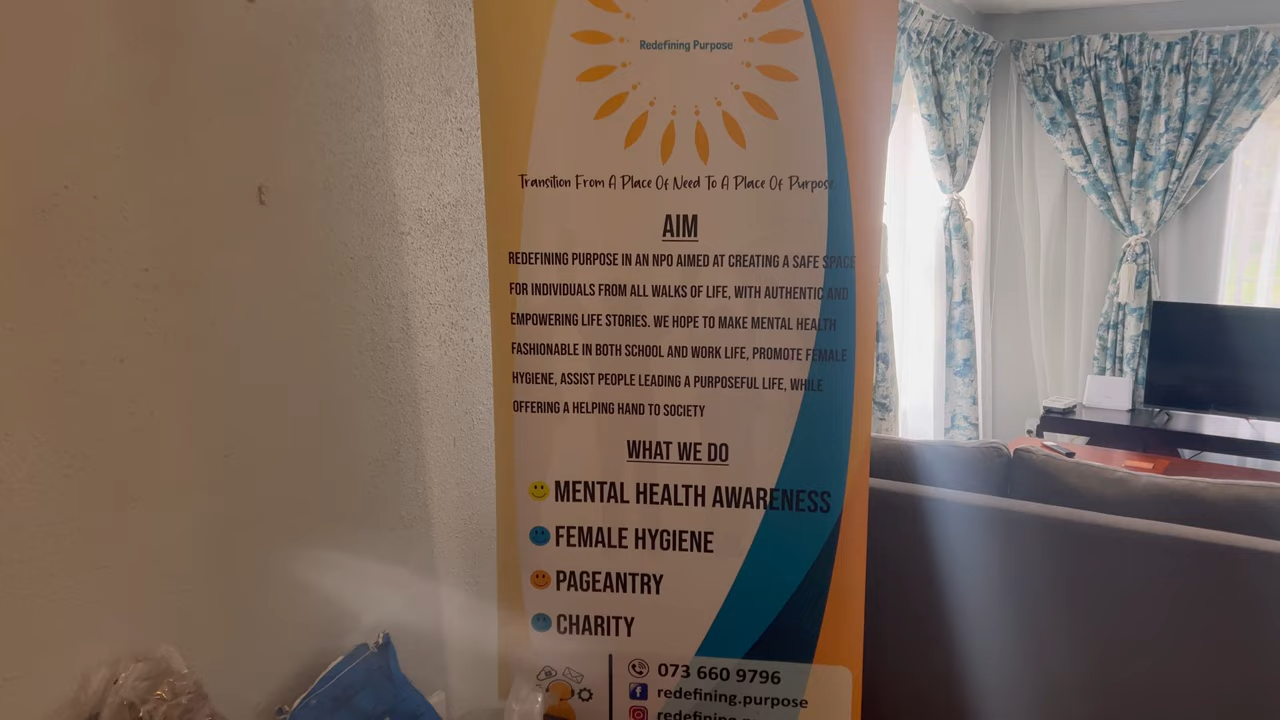 Redefining Purpose
Transition From A Place Of Need To A Place Of Purpose
AIM
REDEFINING PURPOSE IN AN NPO AIMED AT CREATING A SAFE SPACE
FOR INDIVIDUALS FROM ALL WALKS OF LIFE, WITH AUTHENTIC AND
EMPOWERING LIFE STORIES. WE HOPE TO MAKE MENTAL HEALTH
FASHIONABLE IN BOTH SCHOOL AND WORK LIFE, PROMOTE FEMALE
HYGIENE, ASSIST PEOPLE LEADING A PURPOSEFUL LIFE, WHILE
OFFERING A HELPING HAND TO SOCIETY
WHAT WE DO
MENTAL HEALTH AWARENESS
FEMALE HYGIENE
PAGEANTRY
CHARITY
073 660 9796
redefining.purpose